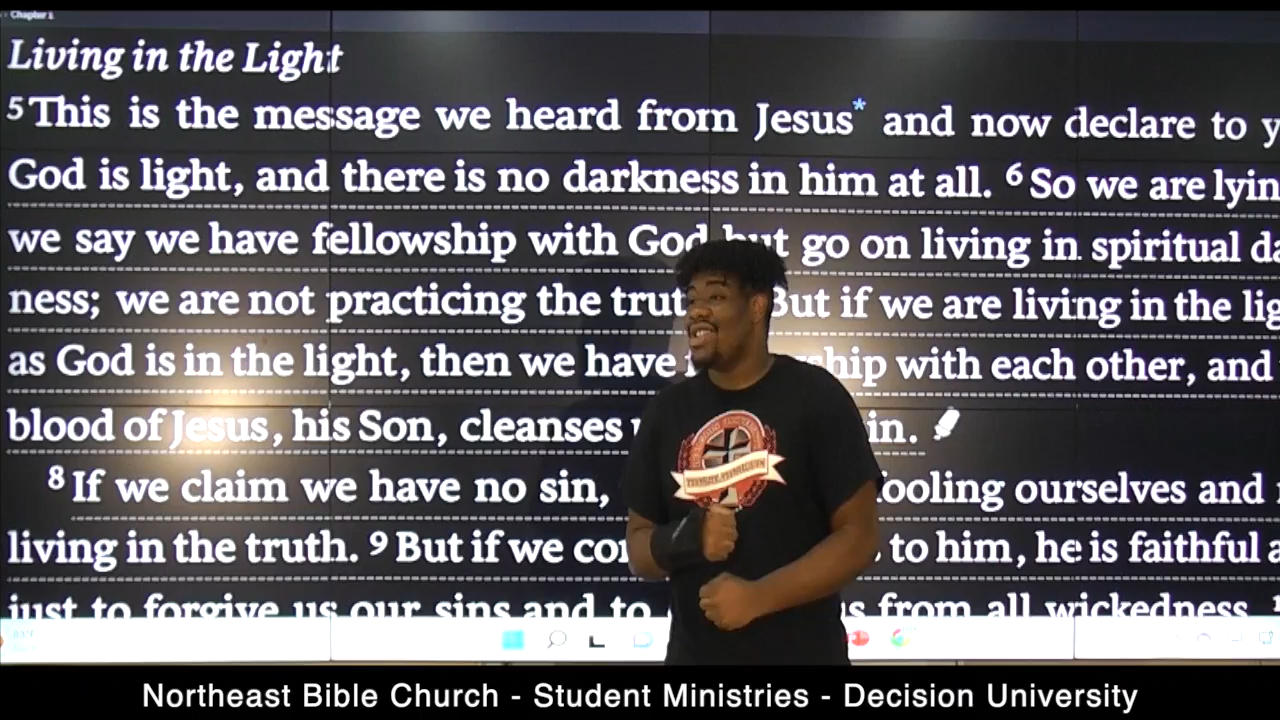 Chapter 1
Living in the Light
5 This is the message we heard from Jesus* and now declare to y
God is light, and there is no darkness in him at all. 6 So we are lyin
we say we have fellowship with God but go on living in spiritual da
ness; we are not practicing the trut But if we are living in the lig
as God is in the light, then we have ship with each other, and
blood of Jesus, his Son, cleanses in.
8 If we claim we have no sin, fooling ourselves and
living in the truth. 9 But if we con to him, he is faithful a
just to forgive us our sins and to us from all wickedness.
Northeast Bible Church - Student Ministries - Decision University